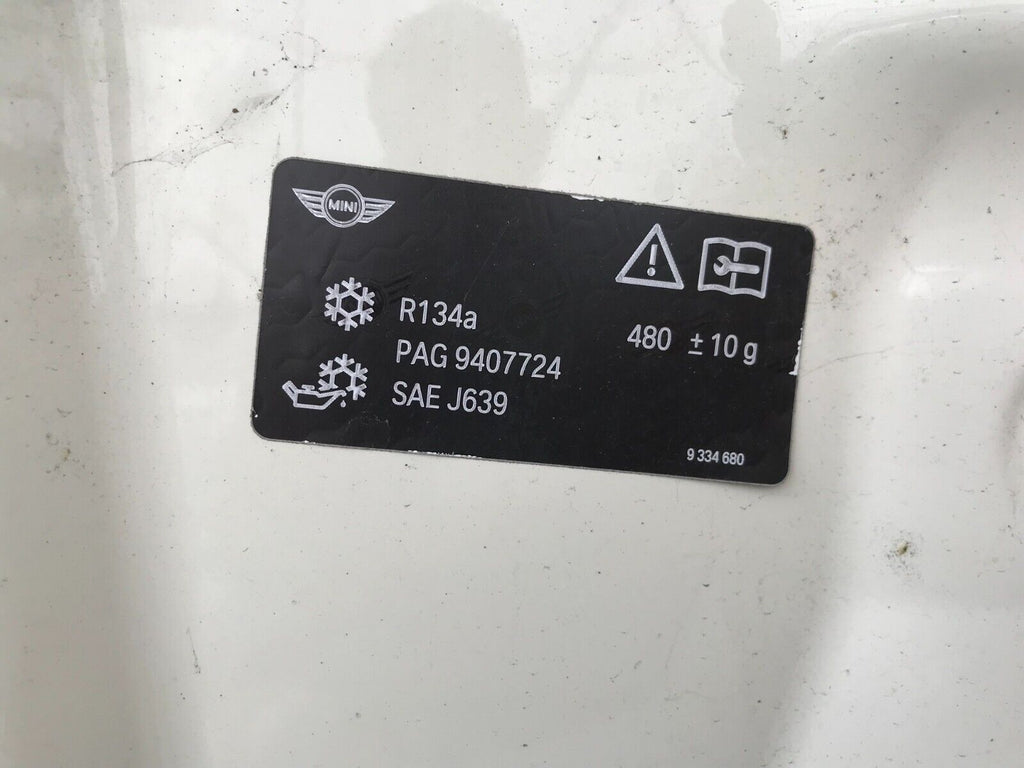 MINI
R134a
480 ± 10 g
PAG 9407724
SAE J639
9 334 680